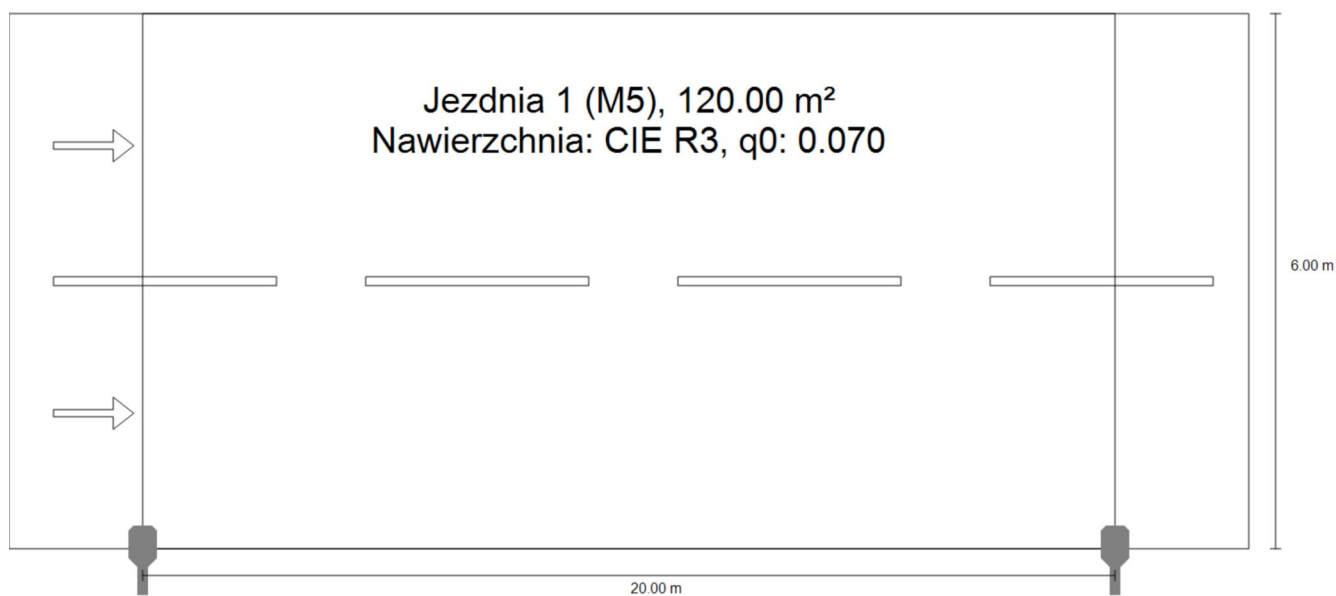 Jezdnia 1 (M5), 120.00 m²
Nawierzchnia: CIE R3, q0: 0.070
6.00 m
20.00 m